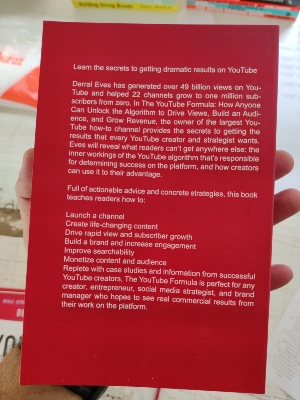 Building Strong Brands
Learn the secrets to getting dramatic results on YouTube
Derral Eves has generated over 49 billion views on You-
Tube and helped 22 channels grow to one million sub-
scribers from zero. In The YouTube Formula: How Anyone
Can Unlock the Algorithm to Drive Views, Build an Audi-
ence, and Grow Revenue, the owner of the largest You-
Tube how-to channel provides the secrets to getting the
results that every YouTube creator and strategist wants.
Eves will reveal what readers can't get anywhere else: the
inner workings of the YouTube algorithm that's responsible
for determining success on the platform, and how creators
can use it to their advantage.
Full of actionable advice and concrete strategies, this book
teaches readers how to:
Launch a channel
Create life-changing content
Drive rapid view and subscriber growth
Build a brand and increase engagement
Improve searchability
Monetize content and audience
Replete with case studies and information from successful
YouTube creators, The YouTube Formula is perfect for any
creator, entrepreneur, social media strategist, and brand
manager who hopes to see real commercial results from
their work on the platform.